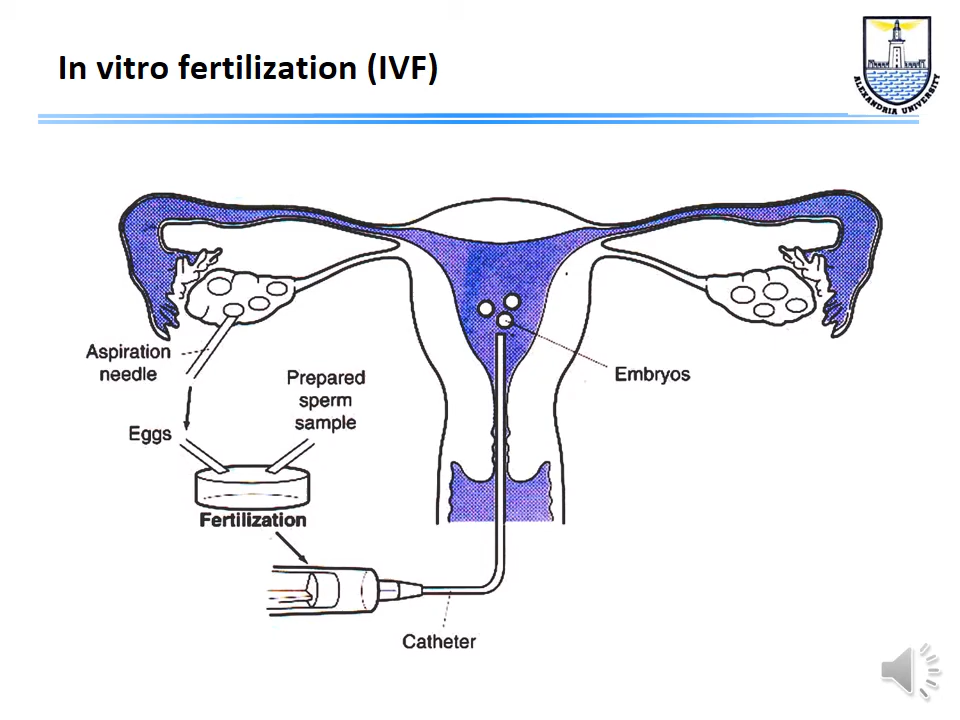 In vitro fertilization (IVF)
ALEXANDRIA UNIVERSITY
Aspiration
needle
Prepared
sperm
sample
Embryos
Eggs
Fertilization
Catheter